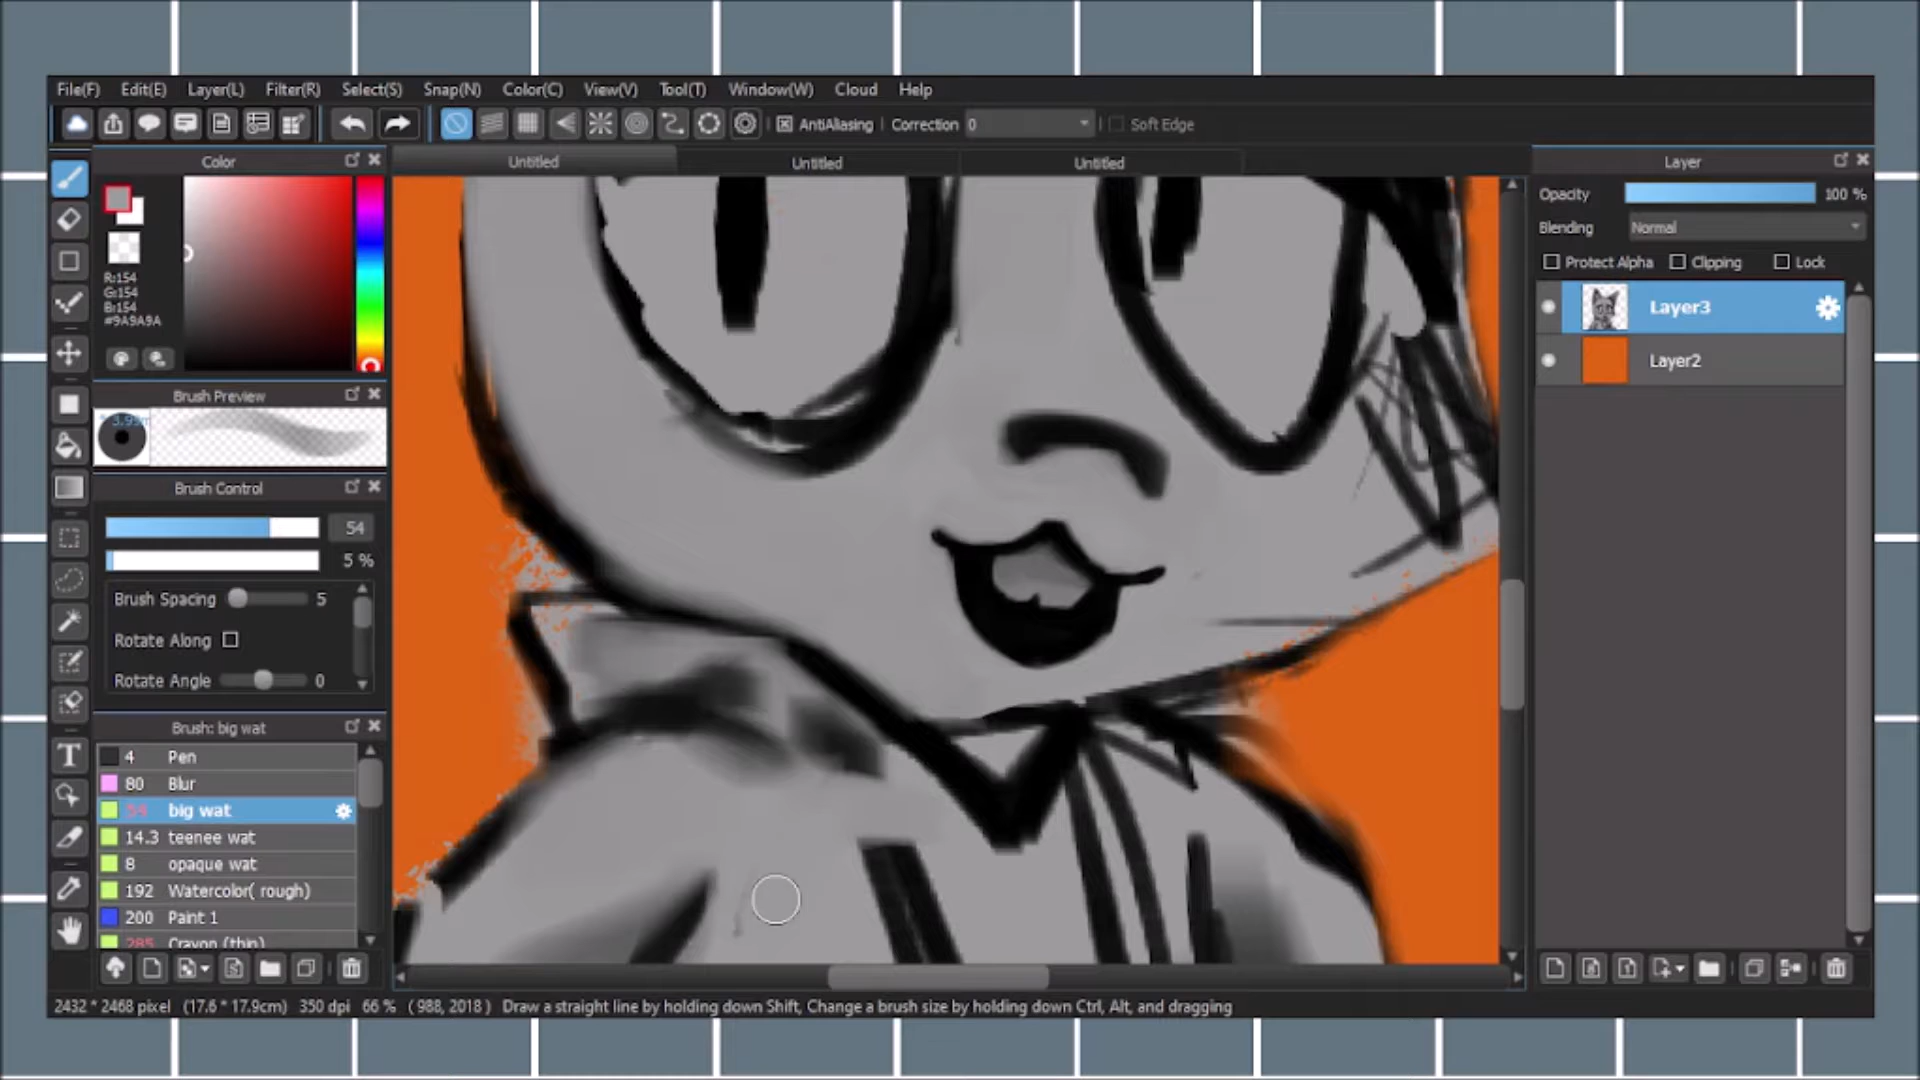 File(F) Edit(E) Layer(L) Filter(R) Select(S) Snap(N) Color(C) View(V) Tool(T) Window(W) Cloud Help
AntiAliasing Correction 0 Soft Edge
Color
Untitled Untitled Untitled
Layer
Opacity 100 %
Blending Normal
Protect Alpha Clipping Lock
R:154
G:154
B:154
#9A9A9A
Layer3
Layer2
Brush Preview
Brush Control
54
5 %
Brush Spacing 5
Rotate Along
Rotate Angle 0
Brush: big wat
4 Pen
80 Blur
54 big wat
14.3 teenee wat
8 opaque wat
192 Watercolor( rough)
200 Paint 1
285 Crayon (thin)
T
2432 * 2468 pixel (17.6 * 17.9cm) 350 dpi 66 % ( 988, 2018 ) Draw a straight line by holding down Shift, Change a brush size by holding down Ctrl, Alt, and dragging